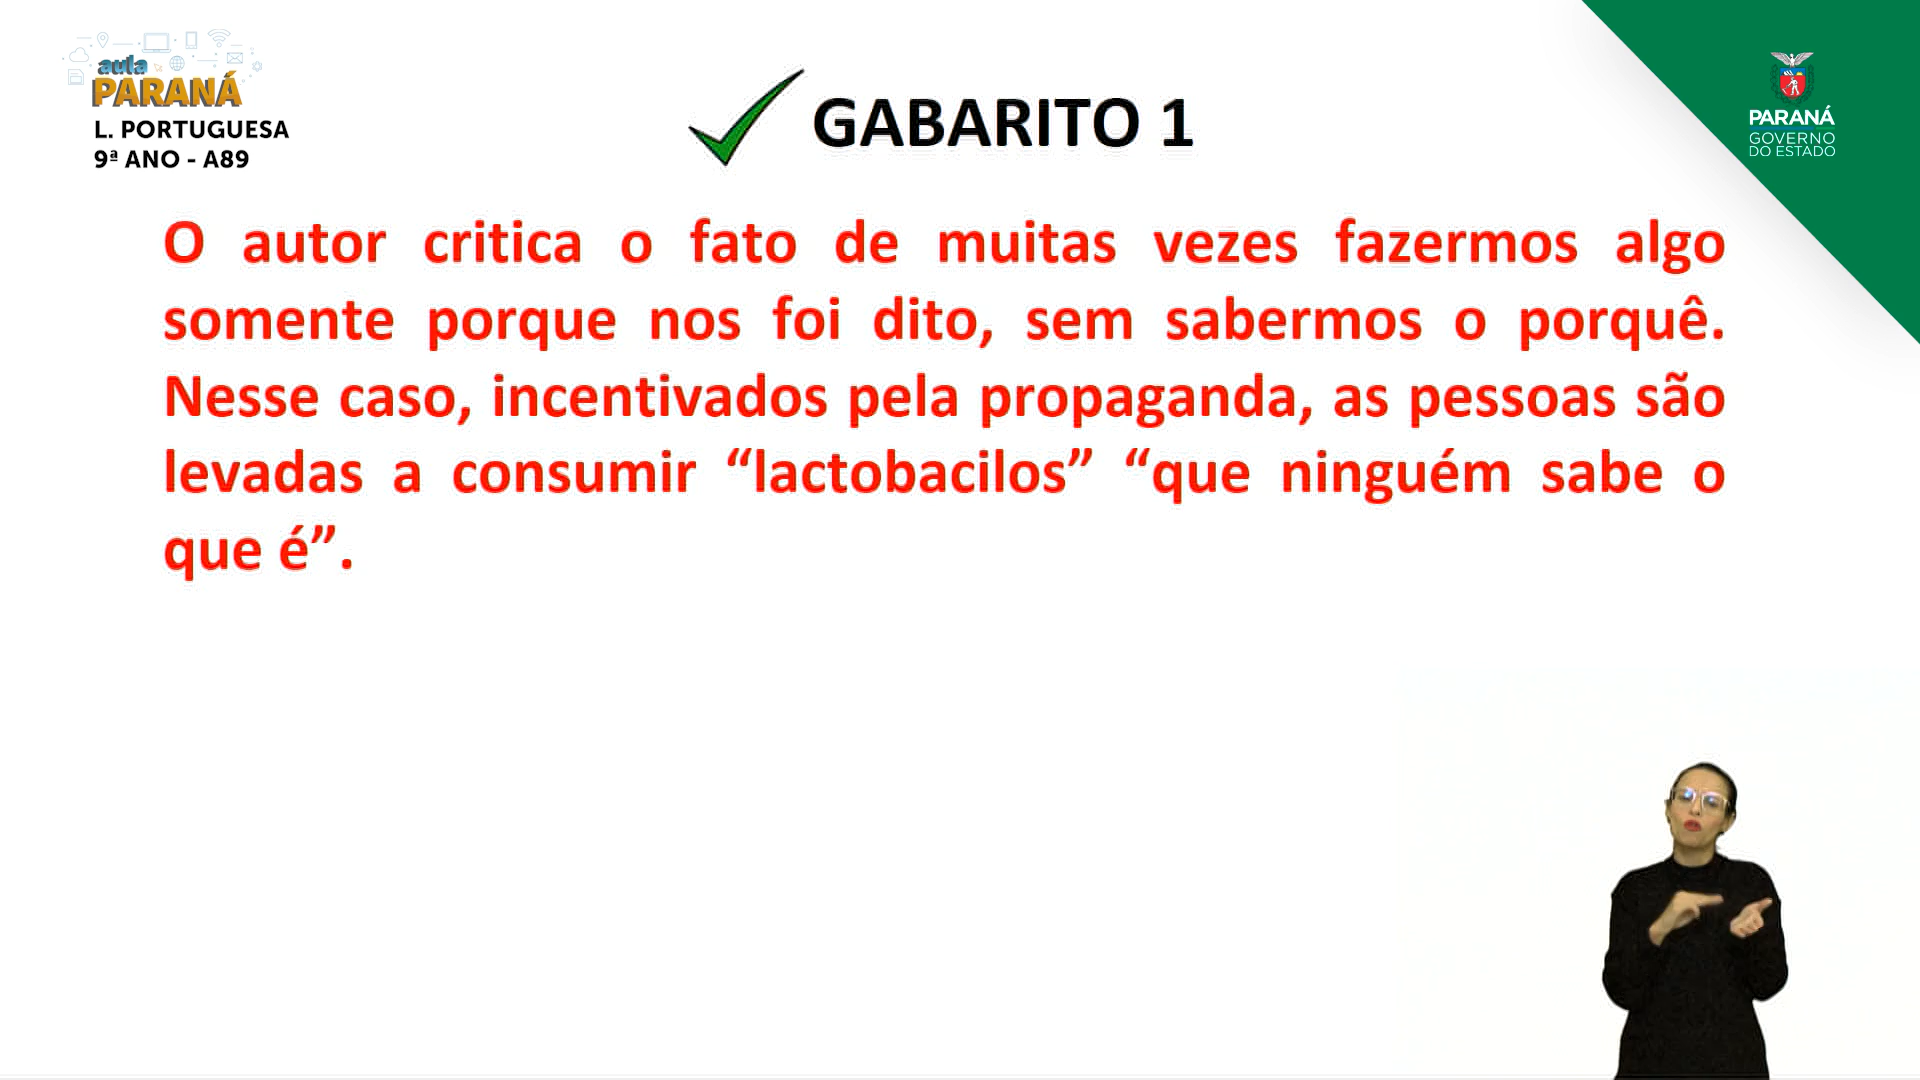 aula
PARANÁ
L. PORTUGUESA
9ª ANO - A89
GABARITO 1
PARANÁ
GOVERNO
DO ESTADO
O autor critica o fato de muitas vezes fazermos algo
somente porque nos foi dito, sem sabermos o porquê.
Nesse caso, incentivados pela propaganda, as pessoas são
levadas a consumir “lactobacilos” “que ninguém sabe o
que é”.